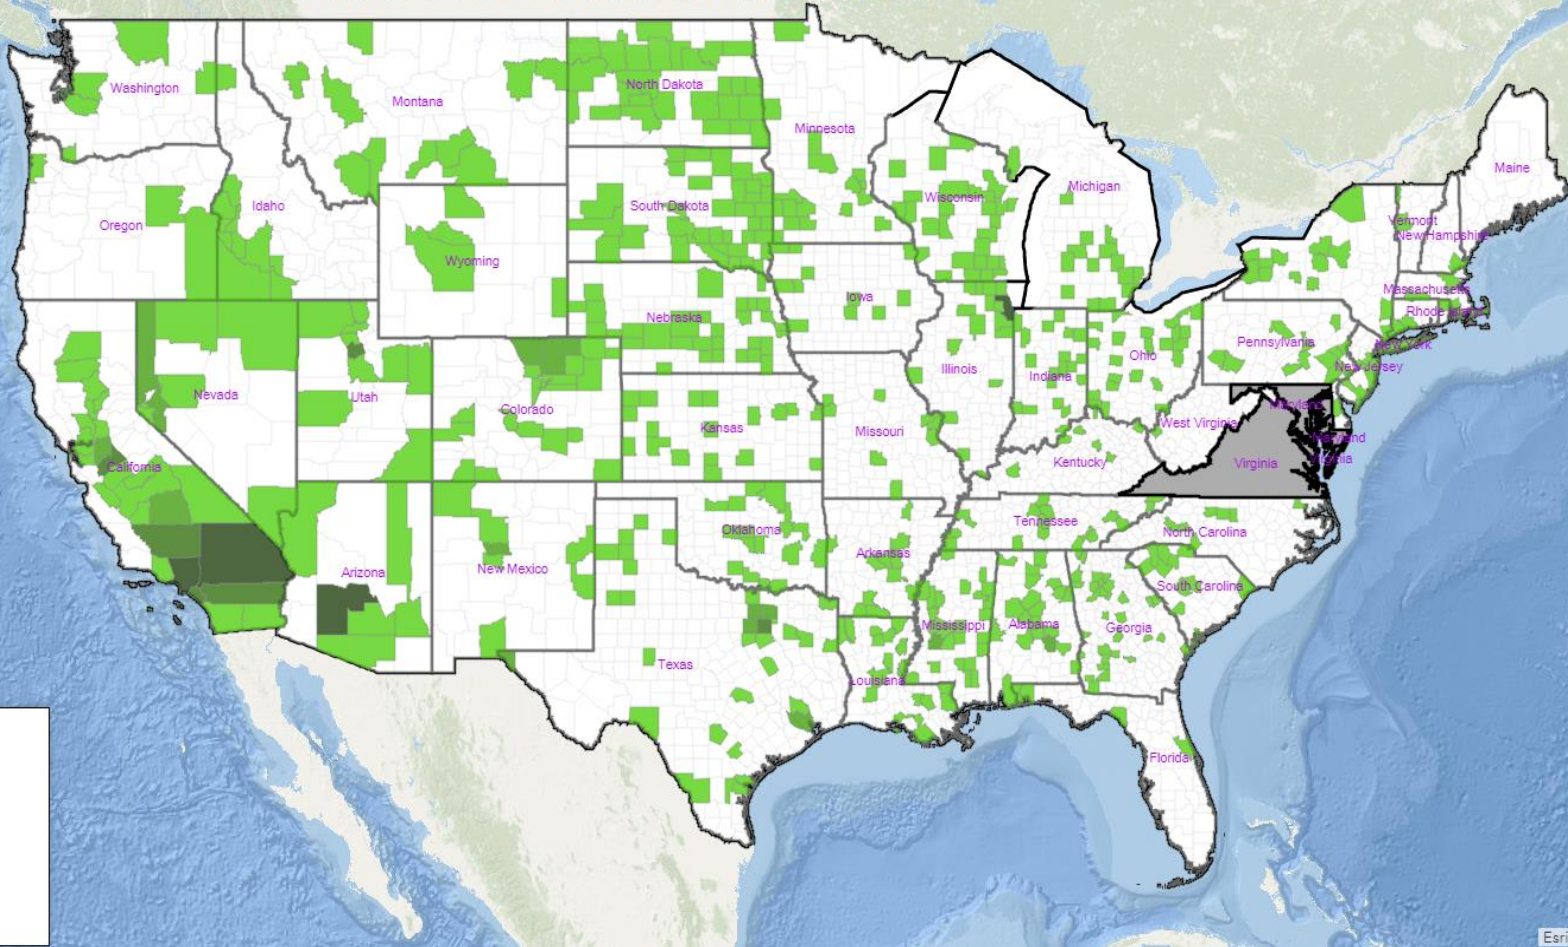 Washington
Montana
North Dakota
Minnesota
Maine
Oregon
Idaho
Wyoming
South Dakota
Wisconsin
Michigan
Vermont
New Hampshire
Massachusetts
Rhode Island
New York
New Jersey
Pennsylvania
Ohio
Indiana
Illinois
Iowa
Nebraska
Nevada
Utah
Colorado
Kansas
Missouri
Kentucky
West Virginia
Maryland
Maryland
Virginia
Virginia
California
Arizona
New Mexico
Oklahoma
Arkansas
Tennessee
North Carolina
South Carolina
Texas
Louisiana
Mississippi
Alabama
Georgia
Florida
Esri